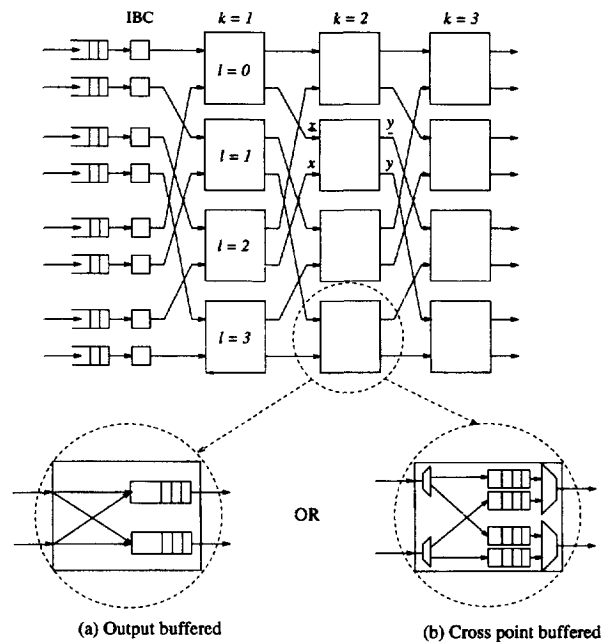 IBC
k = 1
k = 2
k = 3
l = 0
x
y
l = 1
x
y
l = 2
l = 3
OR
(a) Output buffered
(b) Cross point buffered